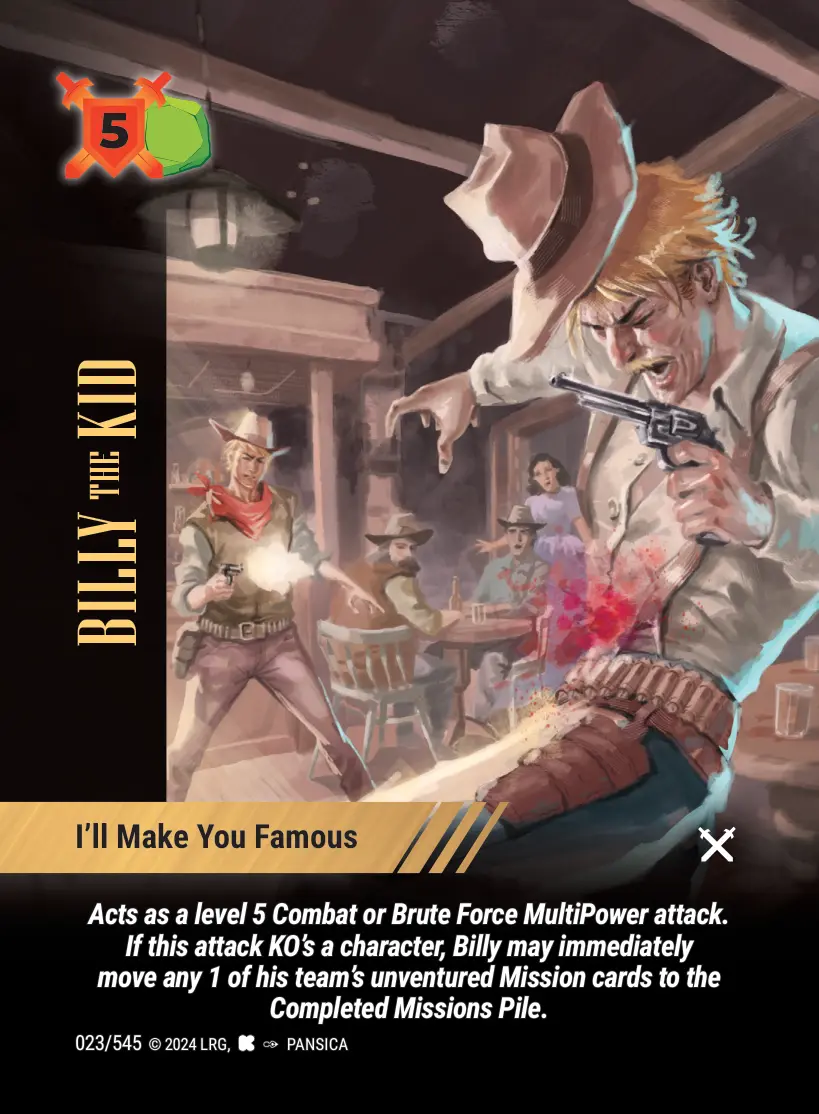 5
BILLY THE KID
I’ll Make You Famous
Acts as a level 5 Combat or Brute Force MultiPower attack.
If this attack KO’s a character, Billy may immediately
move any 1 of his team’s unventured Mission cards to the
Completed Missions Pile.
023/545 © 2024 LRG, PANSICA